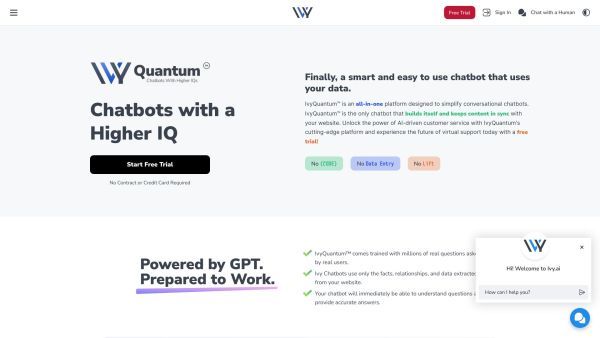 Free Trial
Sign In
Chat with a Human
Quantum
Chatbots With Higher IQs
Chatbots with a
Higher IQ
Start Free Trial
No Contract or Credit Card Required
Finally, a smart and easy to use chatbot that uses
your data.
IvyQuantum™ is an all-in-one platform designed to simplify conversational chatbots.
IvyQuantum™ is the only chatbot that builds itself and keeps content in sync with
your website. Unlock the power of AI-driven customer service with IvyQuantum's
cutting-edge platform and experience the future of virtual support today with a free
trial!
No {CODE}
No Data Entry
No Lift
Powered by GPT.
Prepared to Work.
IvyQuantum™ comes trained with millions of real questions aske
by real users.
Ivy Chatbots use only the facts, relationships, and data extracted
from your website.
Your chatbot will immediately be able to understand questions a
provide accurate answers.
Hi! Welcome to Ivy.ai
How can I help you?